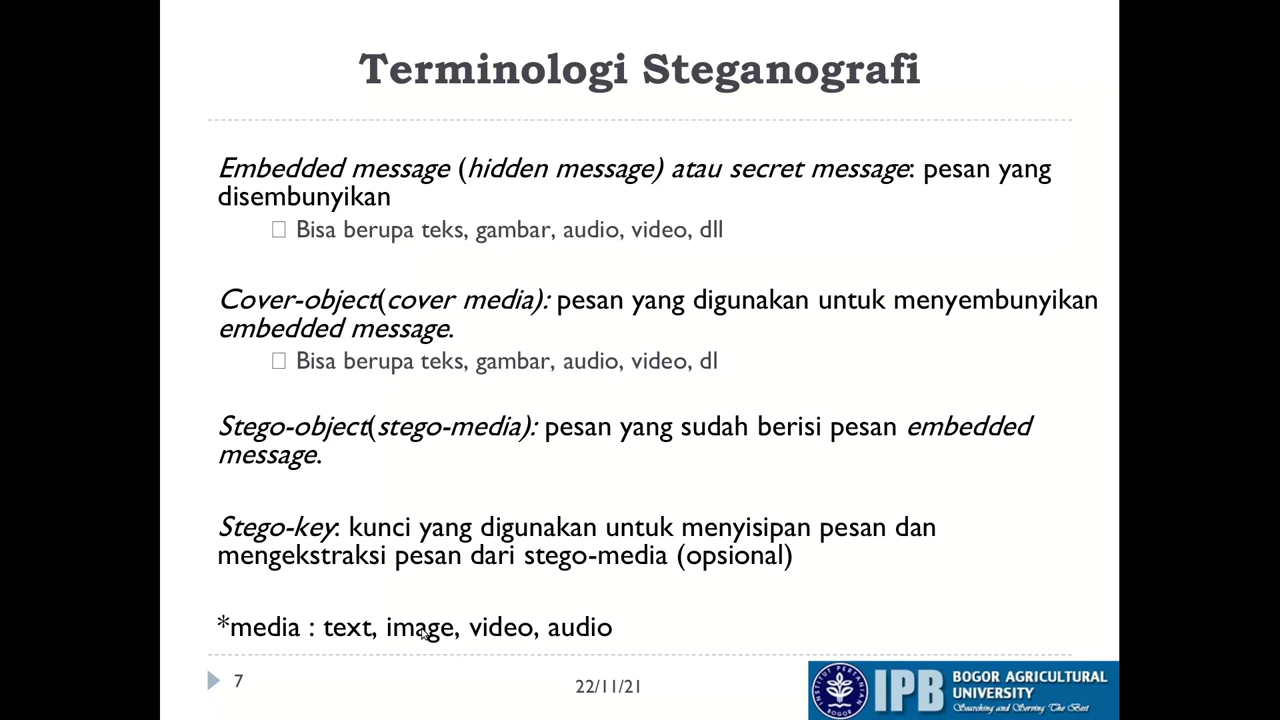 Terminologi Steganografi
Embedded message (hidden message) atau secret message: pesan yang
disembunyikan
Bisa berupa teks, gambar, audio, video, dll
Cover-object(cover media): pesan yang digunakan untuk menyembunyikan
embedded message.
Bisa berupa teks, gambar, audio, video, dl
Stego-object(stego-media): pesan yang sudah berisi pesan embedded
message.
Stego-key: kunci yang digunakan untuk menyisipan pesan dan
mengekstraksi pesan dari stego-media (opsional)
*media : text, image, video, audio
7
22/11/21
INSTITUT PERTANIAN
BOGOR
IPB
BOGOR AGRICULTURAL
UNIVERSITY
Searching and Serving The Best